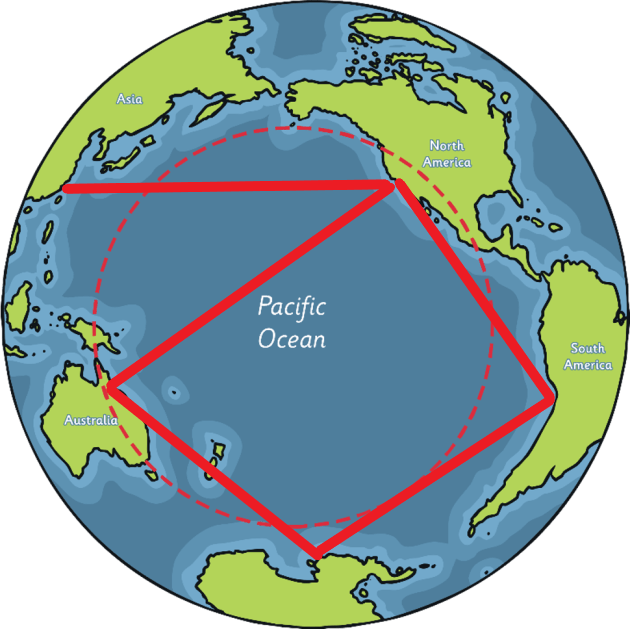 Asia
North
America
Pacific
Ocean
South
America
Australia